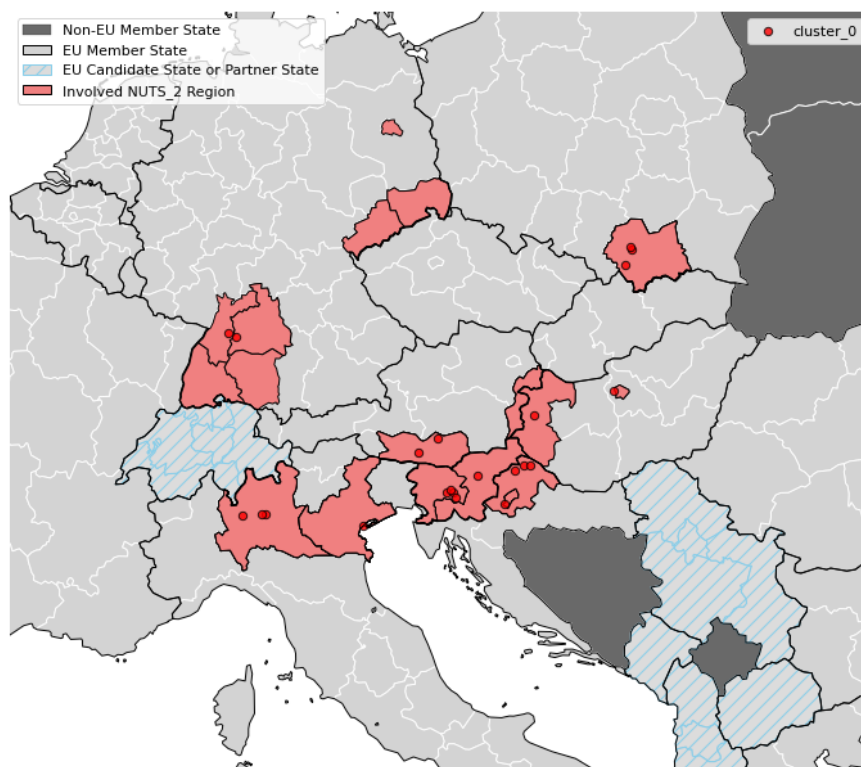 Non-EU Member State
EU Member State
EU Candidate State or Partner State
Involved NUTS_2 Region
cluster_0